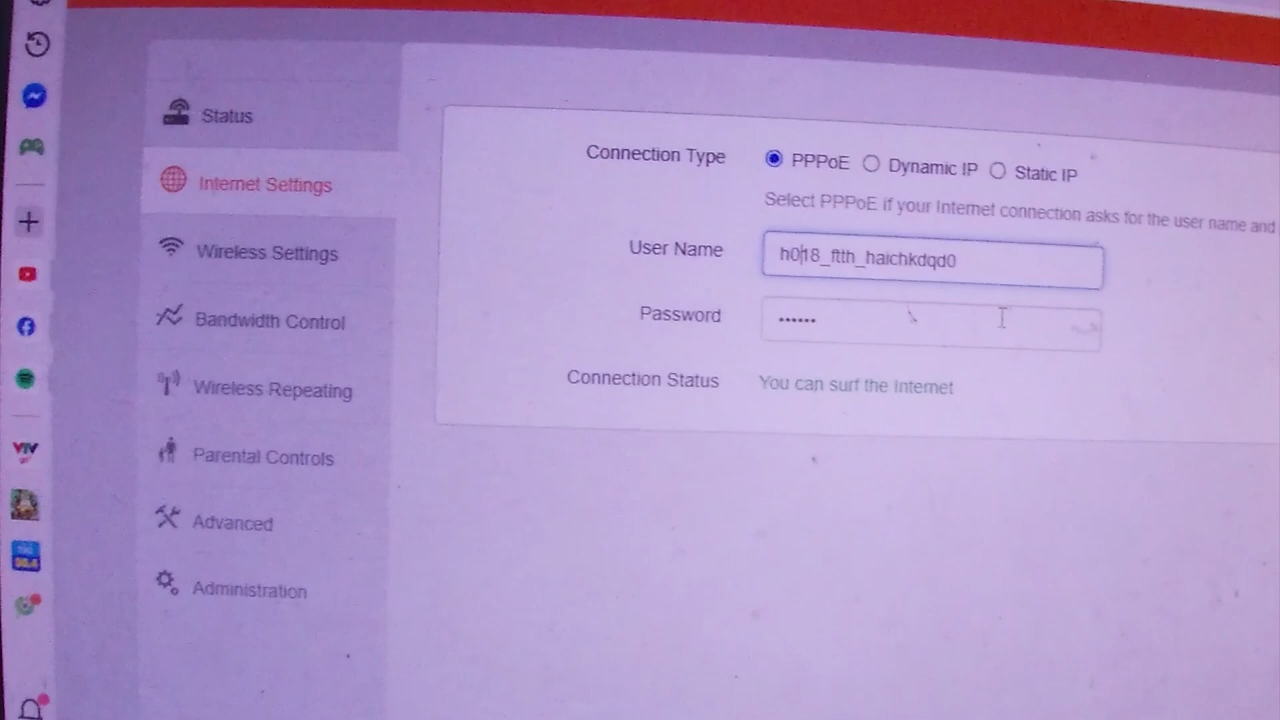 Status
Internet Settings
Wireless Settings
Bandwidth Control
Wireless Repeating
Parental Controls
Advanced
Administration
Connection Type
PPPoE Dynamic IP Static IP
Select PPPoE if your Internet connection asks for the user name and
User Name
h018_ftth_haichkdqd0
Password
••••••
Connection Status
You can surf the Internet
VTV